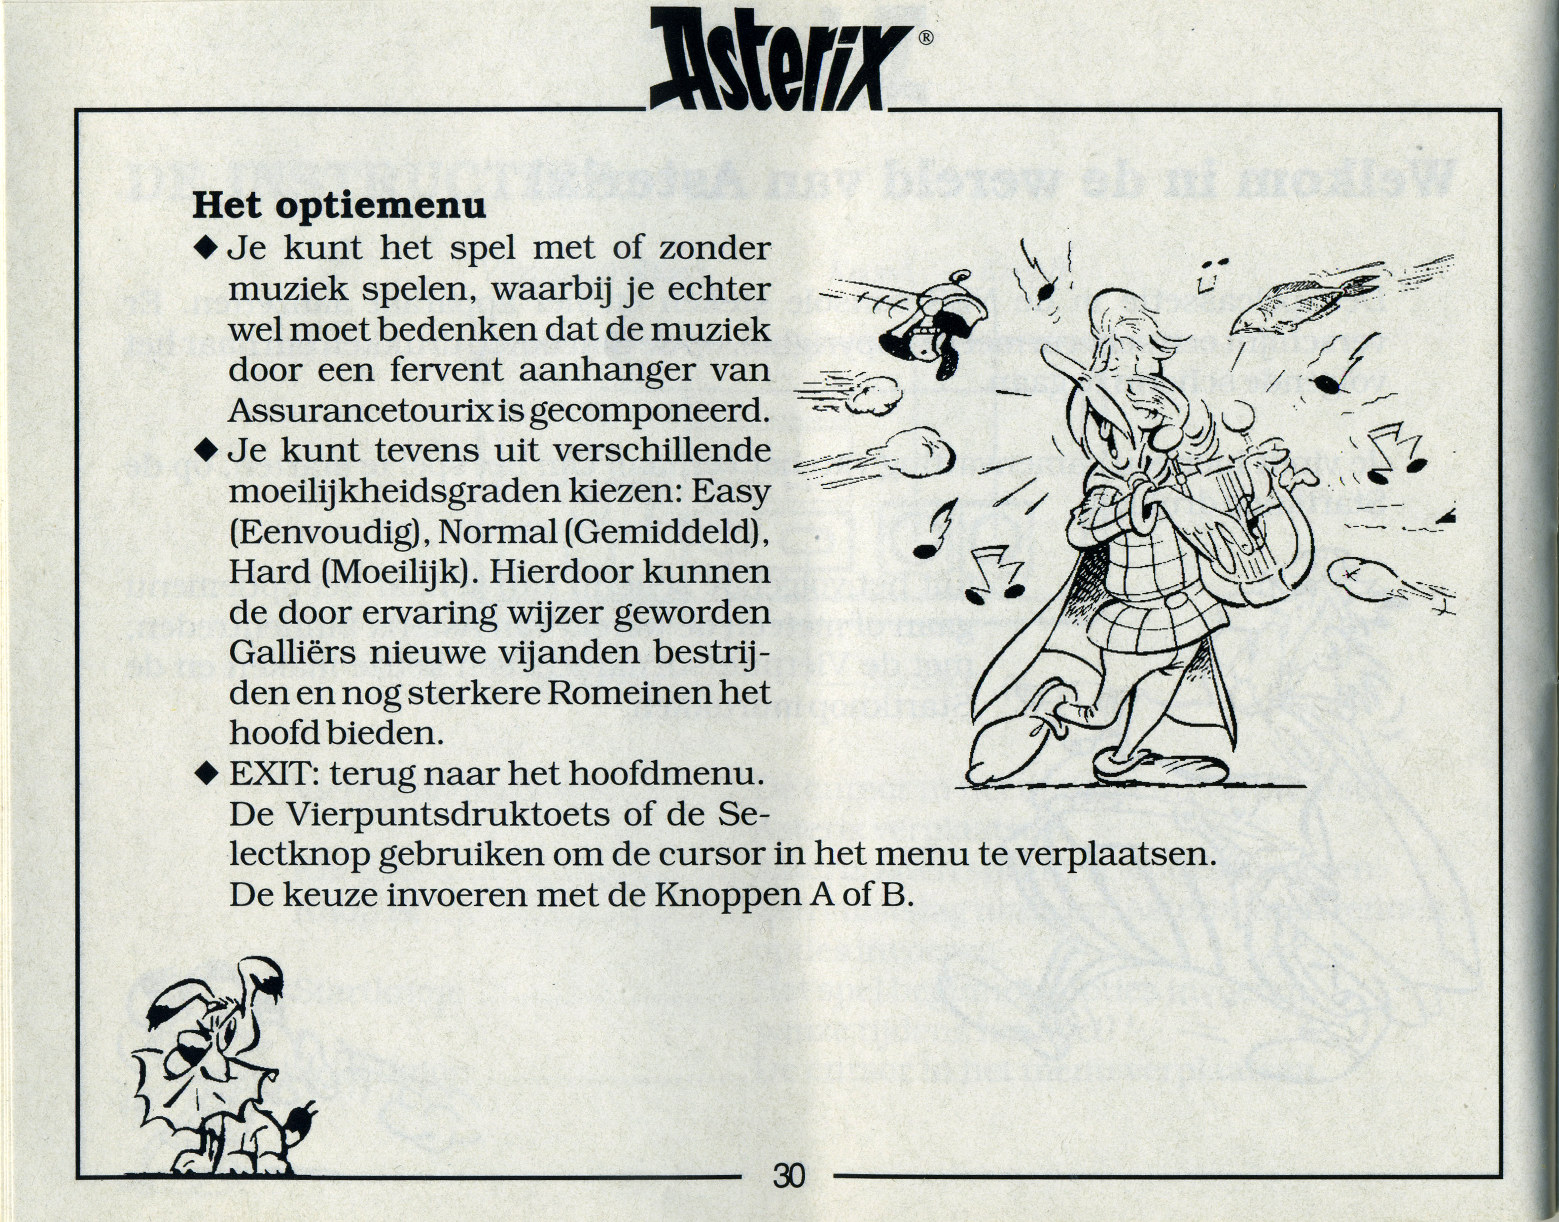 Asterix®
Het optiemenu
◆ Je kunt het spel met of zonder
muziek spelen, waarbij je echter
wel moet bedenken dat de muziek
door een fervent aanhanger van
Assurancetourix is gecomponeerd.
◆ Je kunt tevens uit verschillende
moeilijkheidsgraden kiezen: Easy
(Eenvoudig), Normal (Gemiddeld),
Hard (Moeilijk). Hierdoor kunnen
de door ervaring wijzer geworden
Galliërs nieuwe vijanden bestrij-
den en nog sterkere Romeinen het
hoofd bieden.
◆ EXIT: terug naar het hoofdmenu.
De Vierpuntsdruktoets of de Se-
lectknop gebruiken om de cursor in het menu te verplaatsen.
De keuze invoeren met de Knoppen A of B.
30